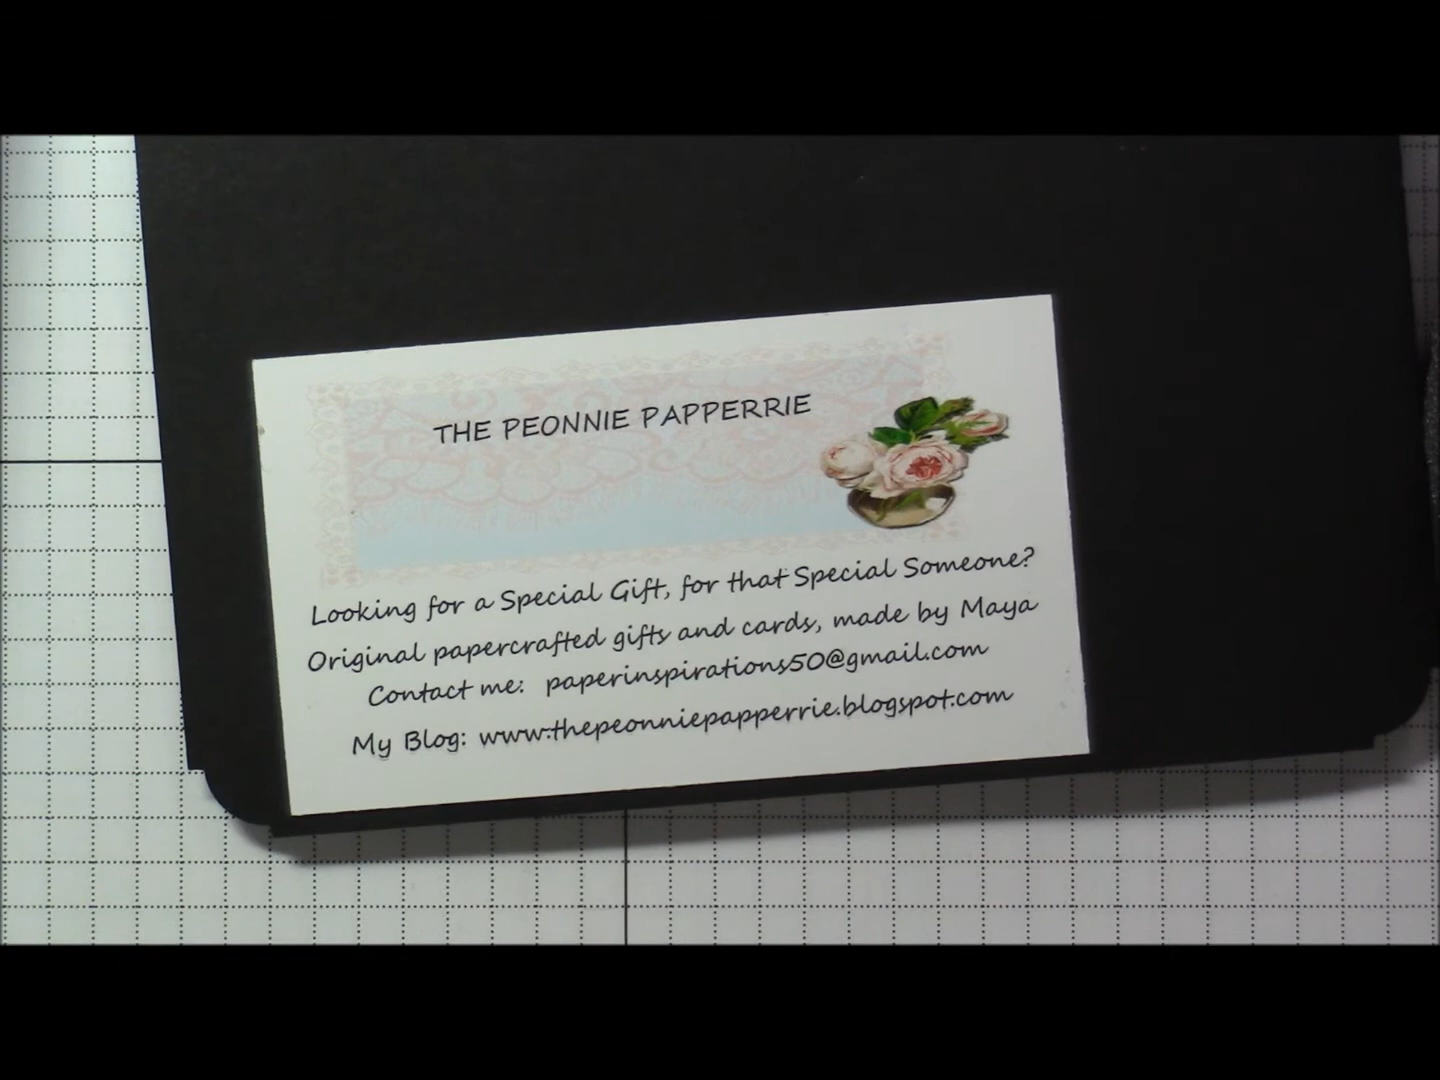 THE PEONNIE PAPPERRIE
Looking for a Special Gift, for that Special Someone?
Original papercrafted gifts and cards, made by Maya
Contact me: paperinspirations50@gmail.com
My Blog: www.thepeonniepapperrie.blogspot.com